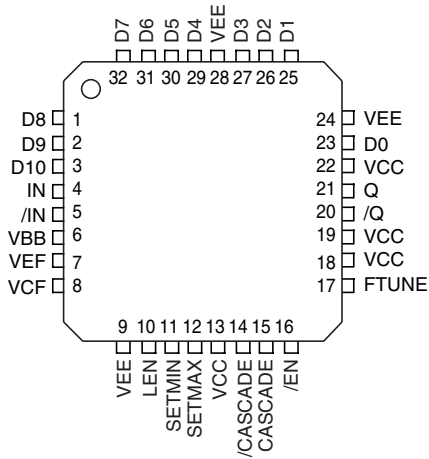 D7 D6 D5 D4 VEE D3 D2 D1
32 31 30 29 28 27 26 25
D8 1 24 VEE
D9 2 23 D0
D10 3 22 VCC
IN 4 21 Q
/IN 5 20 /Q
VBB 6 19 VCC
VEF 7 18 VCC
VCF 8 17 FTUNE
9 10 11 12 13 14 15 16
VEE LEN SETMIN SETMAX VCC /CASCADE CASCADE /EN